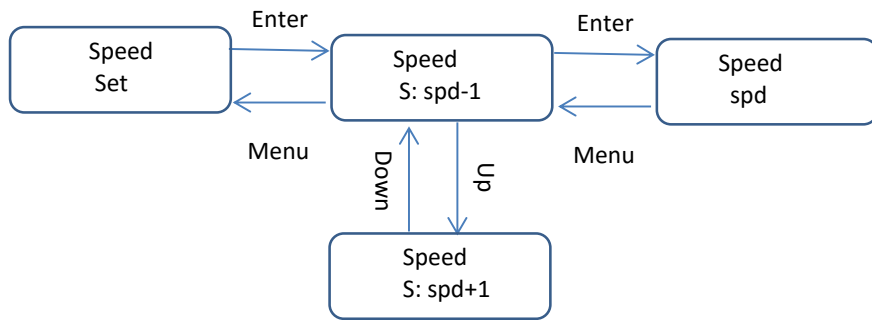 Enter
Enter
Speed
Set
Speed
S: spd-1
Speed
spd
Menu
Down
Up
Menu
Speed
S: spd+1